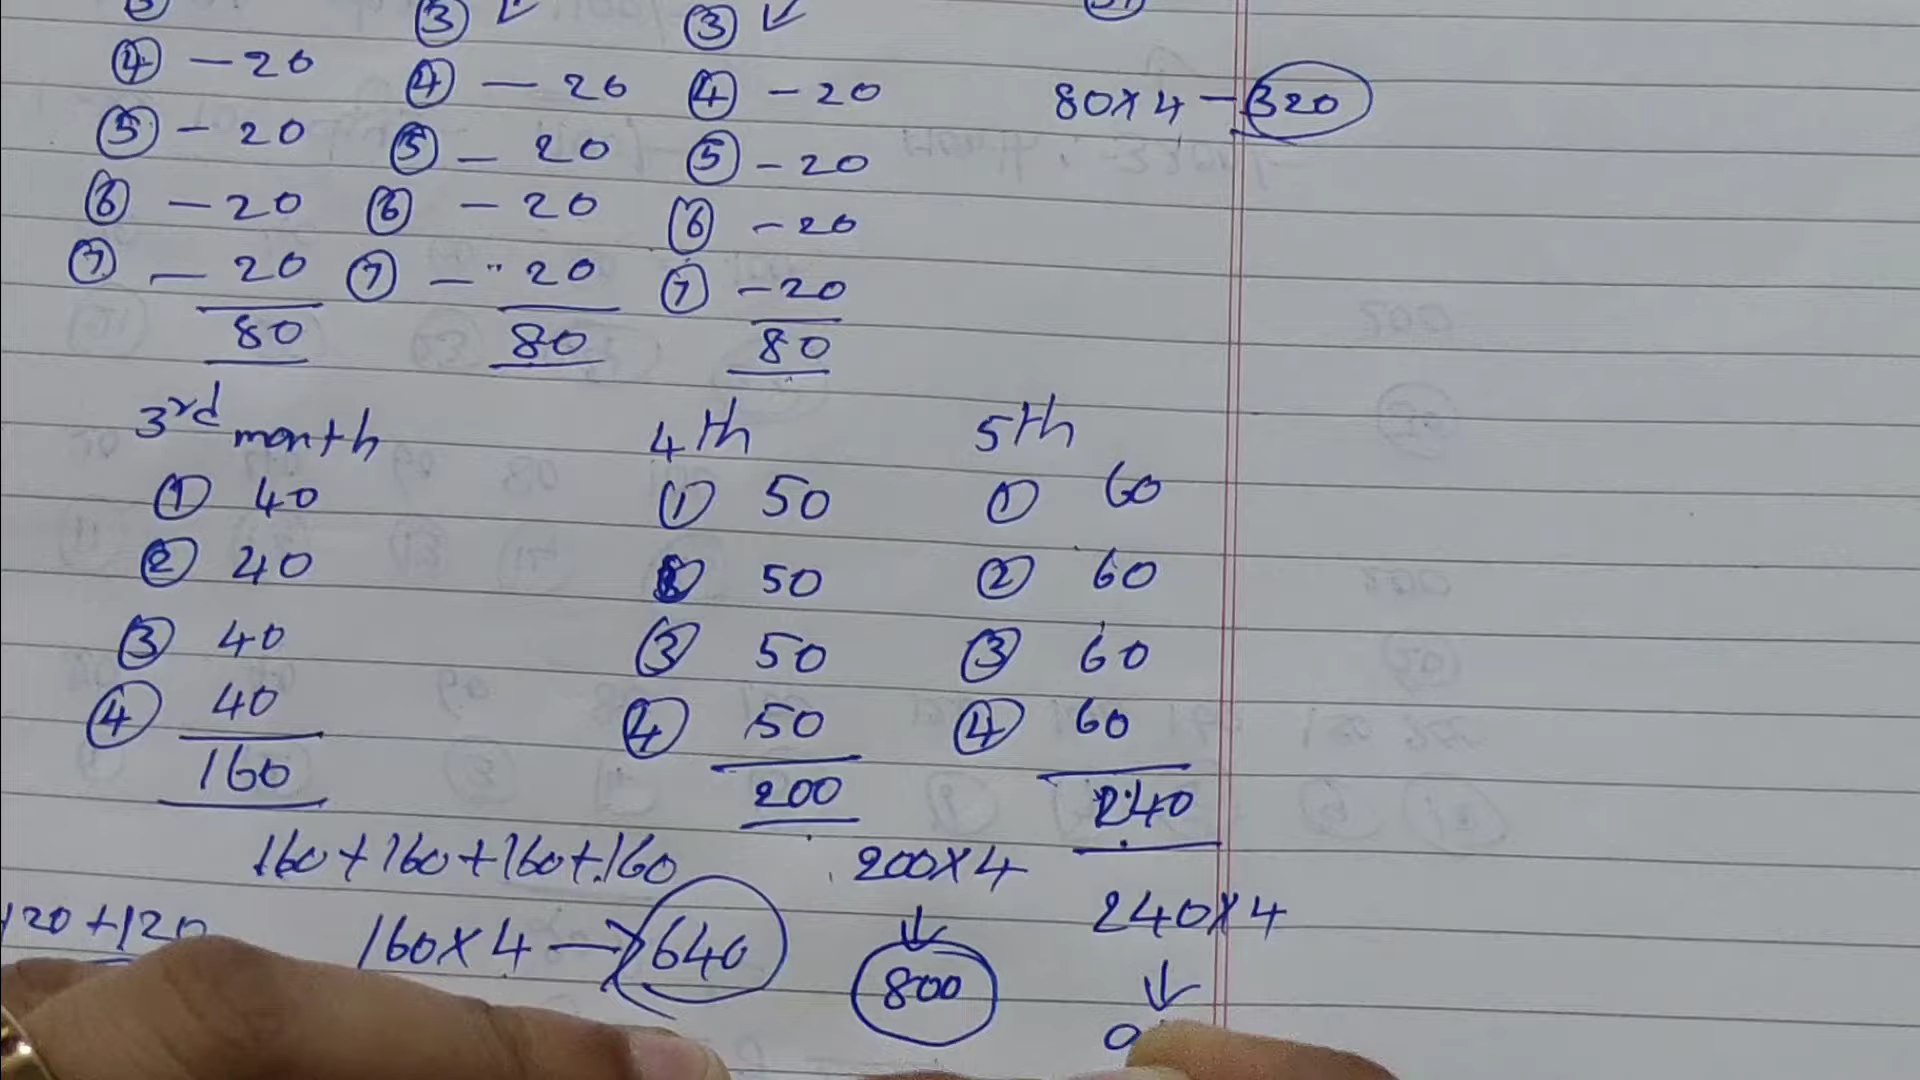 ③ ③
④ - 20 ④ - 20 ④ - 20 80x4 - 320
⑤ - 20 ⑤ - 20 ⑤ - 20
⑥ - 20 ⑥ - 20 ⑥ - 20
⑦ - 20 ⑦ - 20 ⑦ - 20
80 80 80
3rd month 4th 5th
① 40 ① 50 ① 60
② 40 50 ② 60
③ 40 ③ 50 ③ 60
④ 40 ④ 50 ④ 60
160 200 240
160+160+160+160 200x4
120+120 160x4 → 640 800 240x4